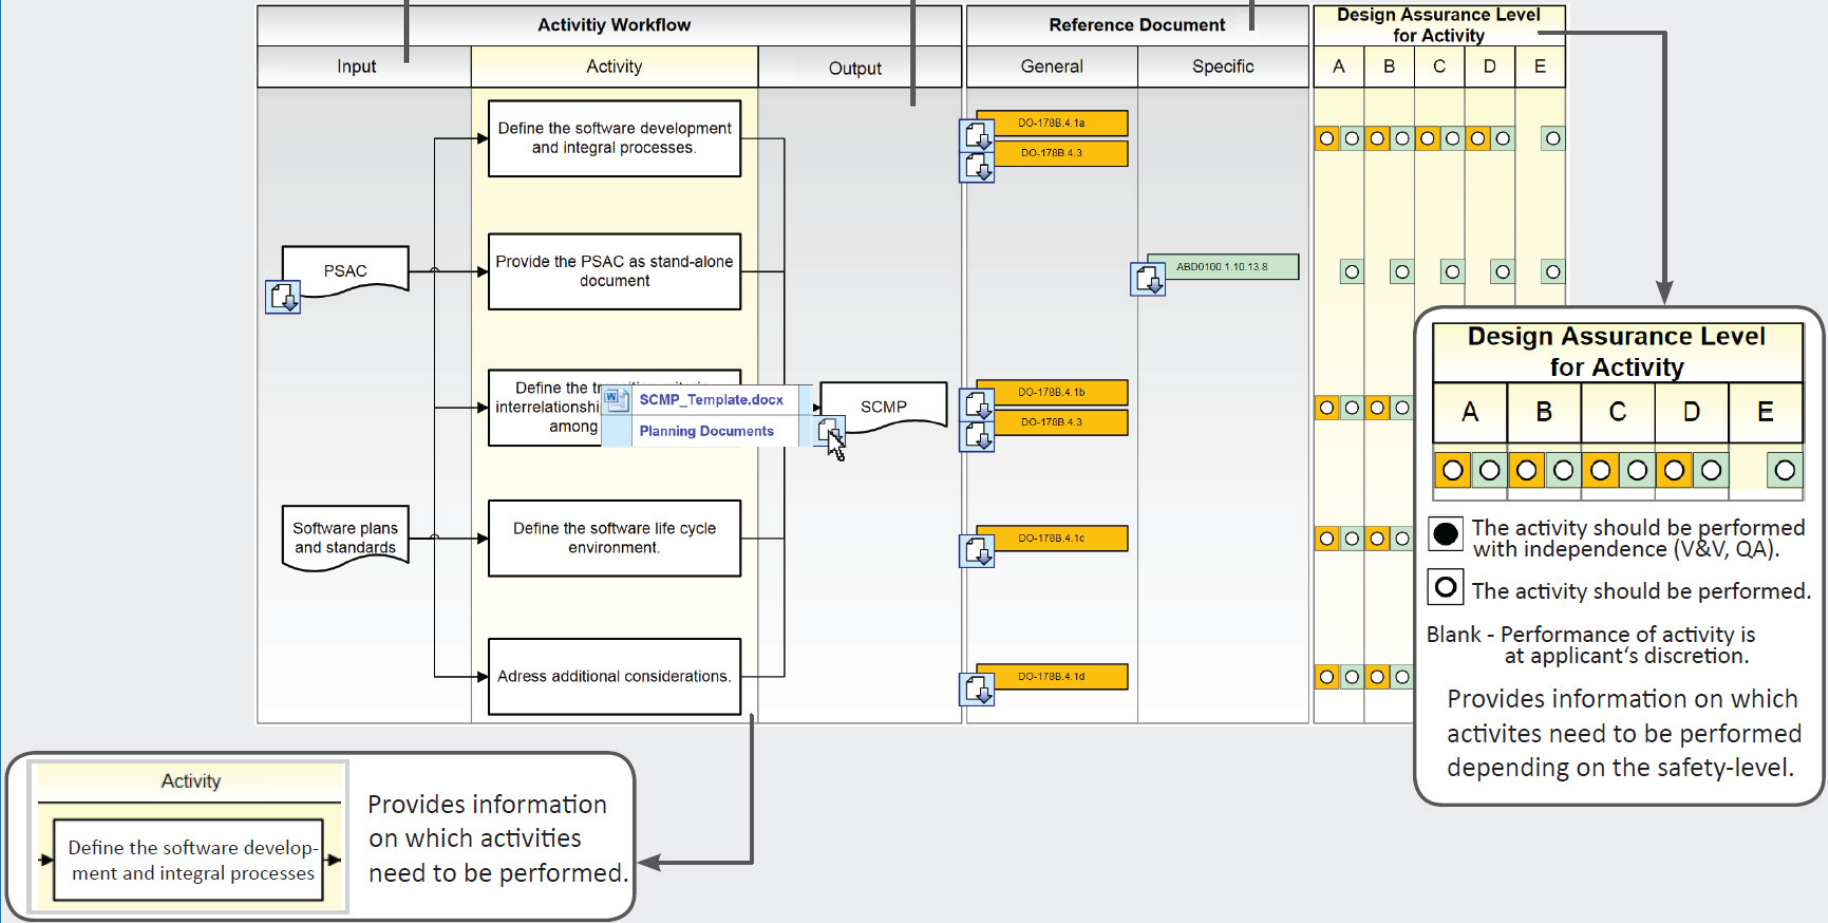 Activitiy Workflow
Reference Document
Design Assurance Level
for Activity
Input
Activity
Output
General
Specific
A
B
C
D
E
Define the software development
and integral processes.
DO-178B.4.1a
DO-178B.4.3
PSAC
Provide the PSAC as stand-alone
document
ABD0100.1.10.13.8
Define the
interrelationshi
among
SCMP_Template.docx
Planning Documents
SCMP
DO-178B.4.1b
DO-178B.4.3
Software plans
and standards
Define the software life cycle
environment.
DO-178B.4.1c
Adress additional considerations.
DO-178B.4.1d
Design Assurance Level
for Activity
A
B
C
D
E
The activity should be performed
with independence (V&V, QA).
The activity should be performed.
Blank - Performance of activity is
at applicant's discretion.
Provides information on which
activites need to be performed
depending on the safety-level.
Activity
Define the software develop-
ment and integral processes
Provides information
on which activities
need to be performed.